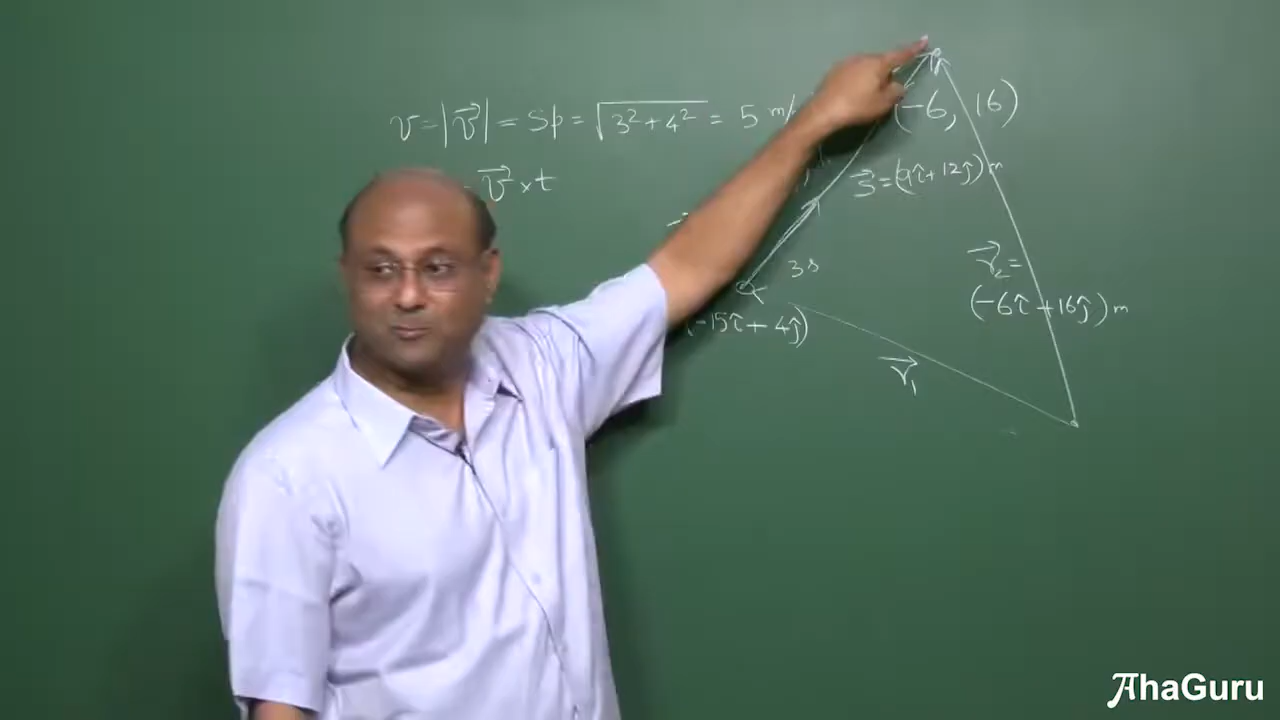 v = |v⃗| = Sp = √3²+4² = 5 m/
v⃗ × t
(-6, 16)
s⃗ = (9î+12ĵ) m
3s
r⃗₂ =
(-6î +16ĵ) m
-15î + 4ĵ)
r⃗₁
AhaGuru